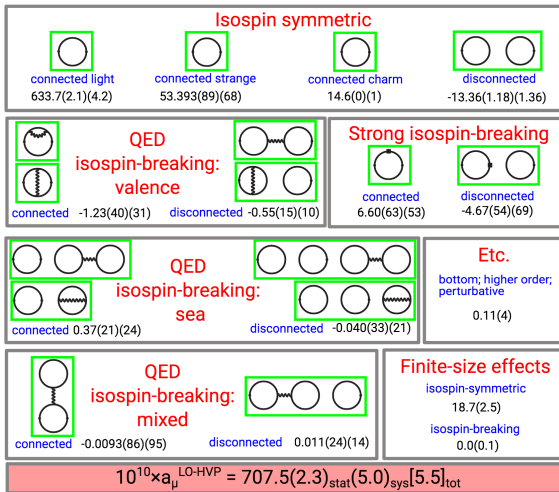 Isospin symmetric
connected light
633.7(2.1)(4.2)
connected strange
53.393(89)(68)
connected charm
14.6(0)(1)
disconnected
-13.36(1.18)(1.36)
QED
isospin-breaking:
valence
connected -1.23(40)(31)
disconnected -0.55(15)(10)
Strong isospin-breaking
connected
6.60(63)(53)
disconnected
-4.67(54)(69)
QED
isospin-breaking:
sea
connected 0.37(21)(24)
disconnected -0.040(33)(21)
Etc.
bottom; higher order;
perturbative
0.11(4)
QED
isospin-breaking:
mixed
connected -0.0093(86)(95)
disconnected 0.011(24)(14)
Finite-size effects
isospin-symmetric
18.7(2.5)
isospin-breaking
0.0(0.1)
10¹⁰×aμ^LO-HVP = 707.5(2.3)stat(5.0)sys[5.5]tot